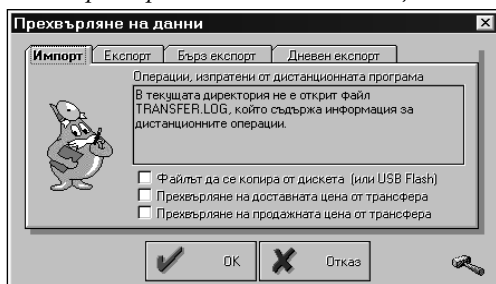 Прехвърляне на данни
Импорт Експорт Бърз експорт Дневен експорт
Операции, изпратени от дистанционната програма
В текущата директория не е открит файл
TRANSFER.LOG, който съдържа информация за
дистанционните операции.
Файлът да се копира от дискета (или USB Flash)
Прехвърляне на доставната цена от трансфера
Прехвърляне на продажната цена от трансфера
OK Отказ